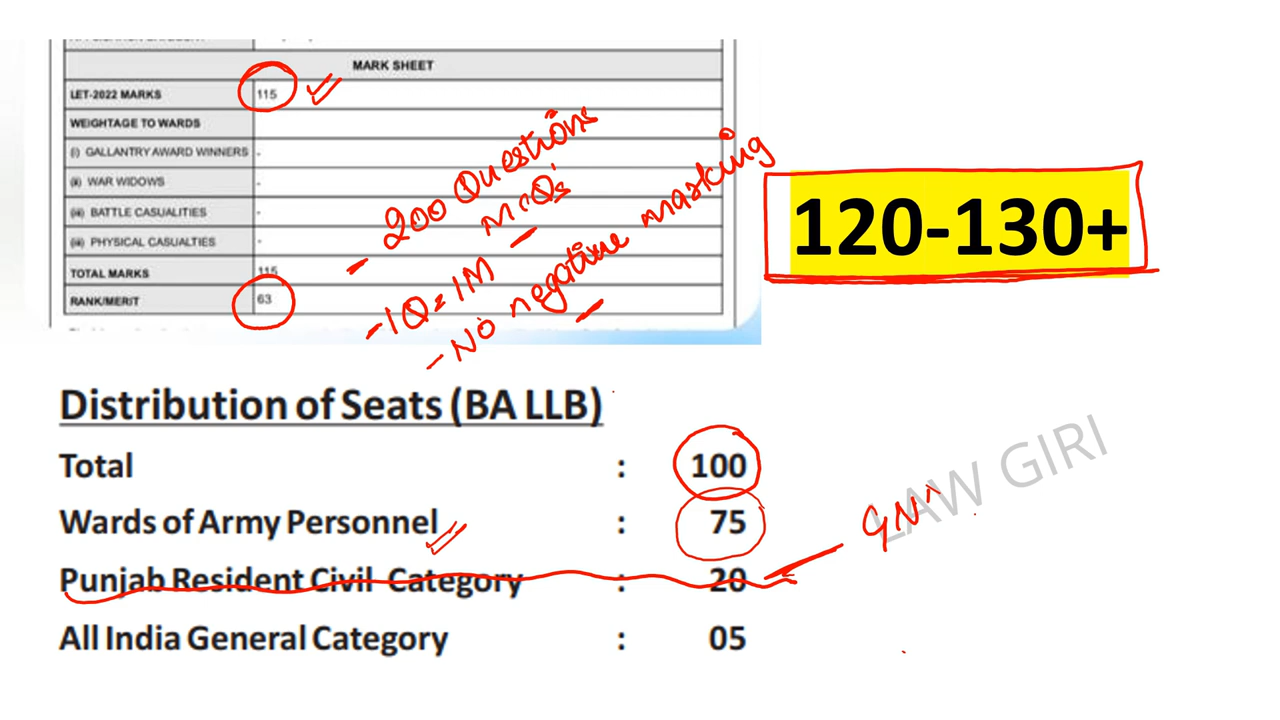 MARK SHEET
LET-2022 MARKS 115
WEIGHTAGE TO WARDS
(i) GALLANTRY AWARD WINNERS -
(ii) WAR WIDOWS -
(iii) BATTLE CASUALITIES -
(iii) PHYSICAL CASUALTIES -
TOTAL MARKS 115
RANK/MERIT 63
- 200 Questions
MCQ's
- 1Q = 1M
- No negative marking
120-130+
Distribution of Seats (BA LLB)
Total : 100
Wards of Army Personnel : 75
Punjab Resident Civil Category : 20
All India General Category : 05
LAW GIRI